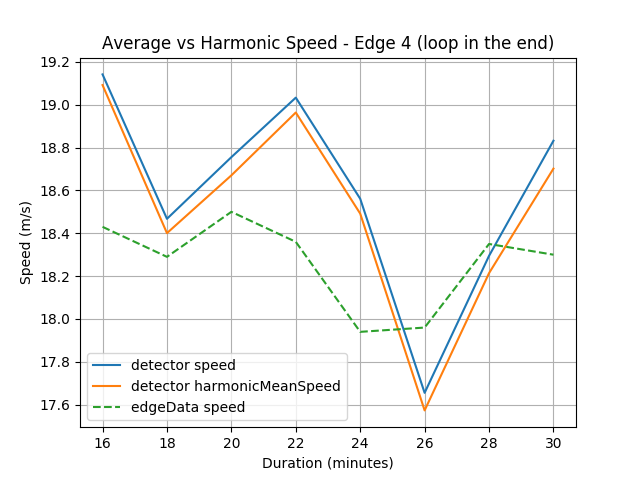 Average vs Harmonic Speed - Edge 4 (loop in the end)
Speed (m/s)
19.2
19.0
18.8
18.6
18.4
18.2
18.0
17.8
17.6
detector speed
detector harmonicMeanSpeed
edgeData speed
16 18 20 22 24 26 28 30
Duration (minutes)